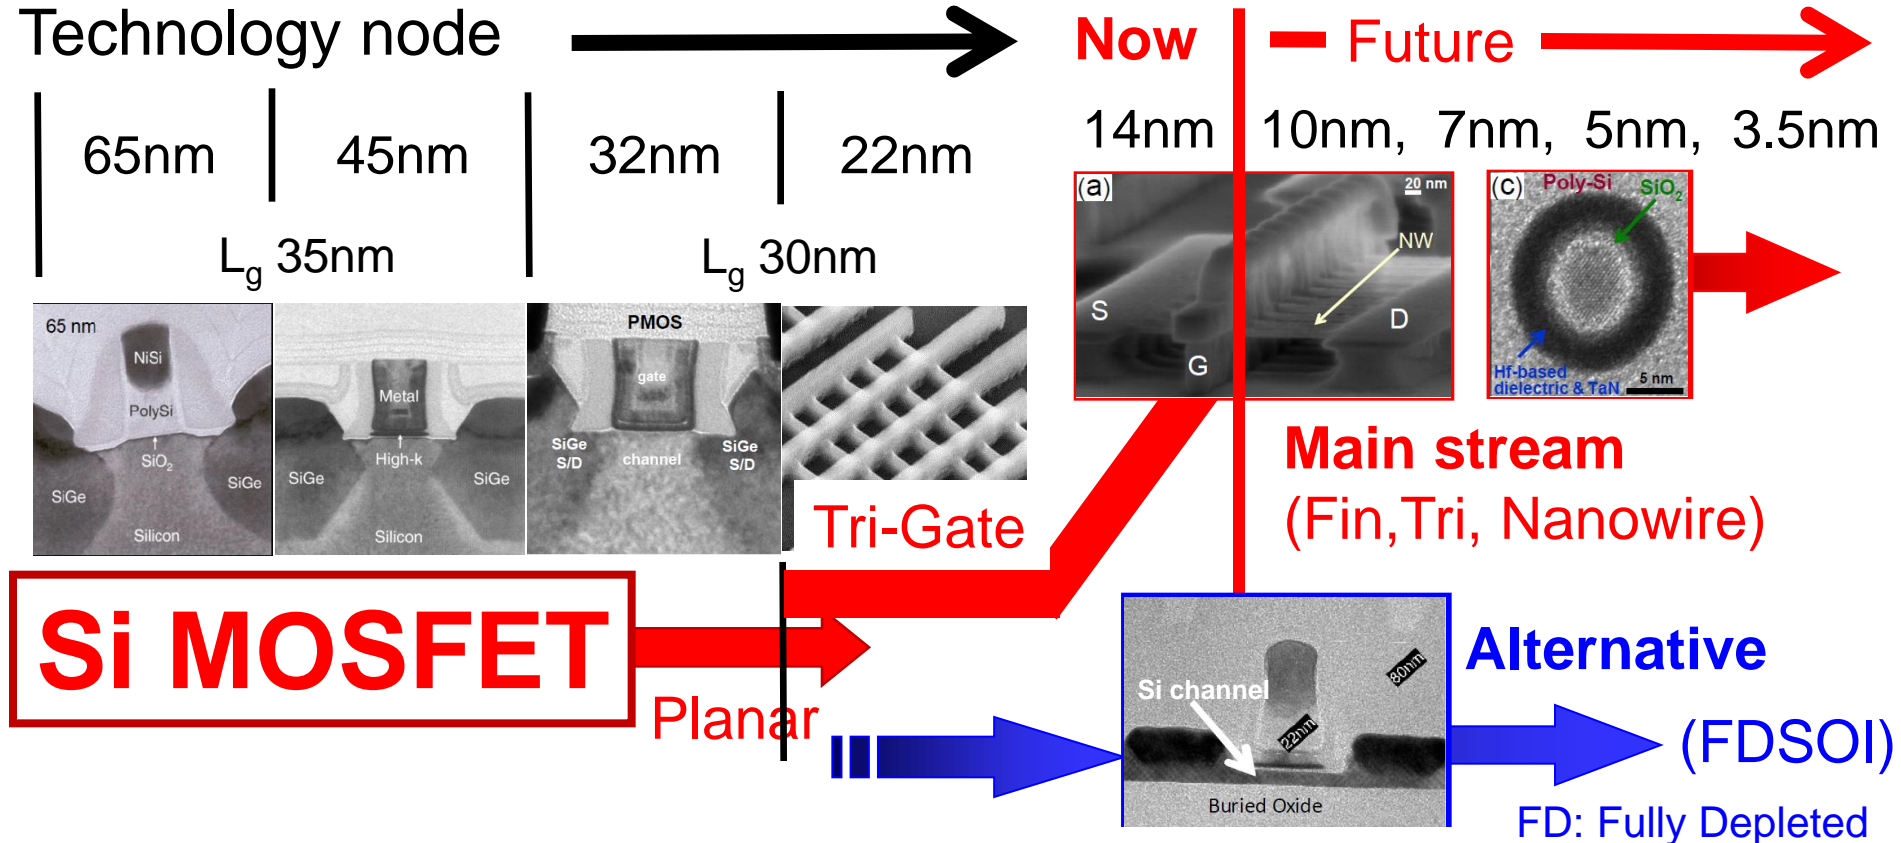 Technology node
Now
Future
65nm
45nm
32nm
22nm
14nm
10nm, 7nm, 5nm, 3.5nm
Lg 35nm
Lg 30nm
65 nm
NiSi
PolySi
SiO2
SiGe
SiGe
Silicon
Metal
High-k
SiGe
SiGe
Silicon
PMOS
gate
SiGe
S/D
channel
SiGe
S/D
(a)
20 nm
NW
S
D
G
(c)
Poly-Si
SiO2
Hf-based
dielectric & TaN
5 nm
Tri-Gate
Main stream
(Fin,Tri, Nanowire)
Si MOSFET
Planar
Si channel
80nm
22nm
Buried Oxide
Alternative
(FDSOI)
FD: Fully Depleted